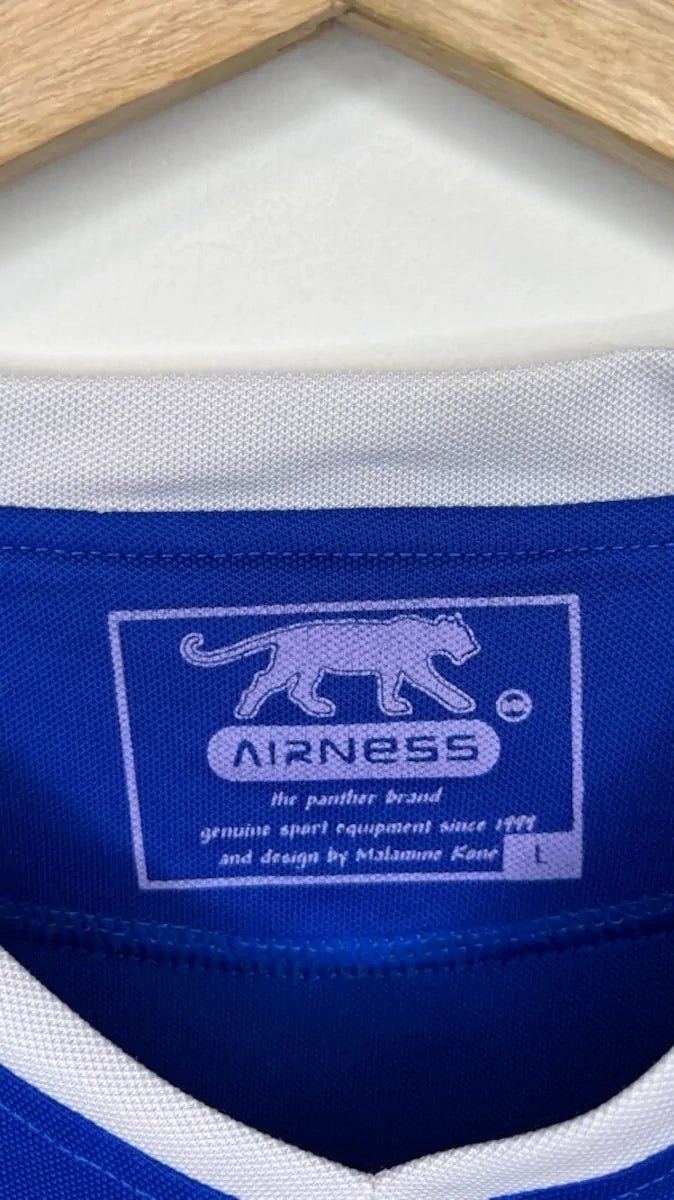 AIRNESS
the panther brand
genuine sport equipment since 1999
and design by Malamine Koné
L